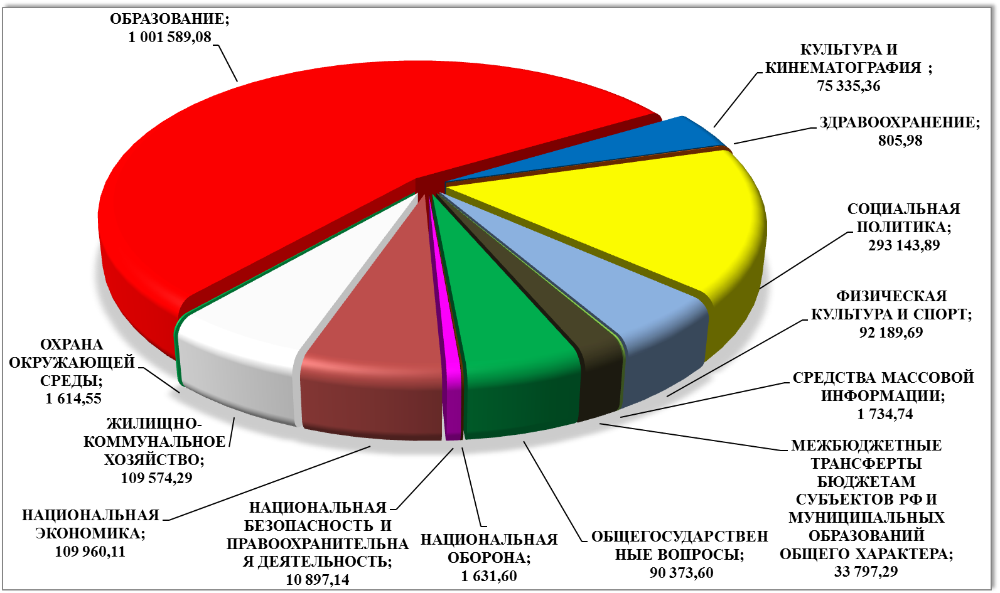 ОБРАЗОВАНИЕ;
1 001 589,08
КУЛЬТУРА И
КИНЕМАТОГРАФИЯ ;
75 335,36
ЗДРАВООХРАНЕНИЕ;
805,98
СОЦИАЛЬНАЯ
ПОЛИТИКА;
293 143,89
ФИЗИЧЕСКАЯ
КУЛЬТУРА И СПОРТ;
92 189,69
СРЕДСТВА МАССОВОЙ
ИНФОРМАЦИИ;
1 734,74
МЕЖБЮДЖЕТНЫЕ
ТРАНСФЕРТЫ
БЮДЖЕТАМ
СУБЪЕКТОВ РФ И
МУНИЦИПАЛЬНЫХ
ОБРАЗОВАНИЙ
ОБЩЕГО ХАРАКТЕРА;
33 797,29
ОБЩЕГОСУДАРСТВЕН
НЫЕ ВОПРОСЫ;
90 373,60
НАЦИОНАЛЬНАЯ
ОБОРОНА;
1 631,60
НАЦИОНАЛЬНАЯ
БЕЗОПАСНОСТЬ И
ПРАВООХРАНИТЕЛЬНА
Я ДЕЯТЕЛЬНОСТЬ;
10 897,14
НАЦИОНАЛЬНАЯ
ЭКОНОМИКА;
109 960,11
ЖИЛИЩНО-
КОММУНАЛЬНОЕ
ХОЗЯЙСТВО;
109 574,29
ОХРАНА
ОКРУЖАЮЩЕЙ
СРЕДЫ;
1 614,55